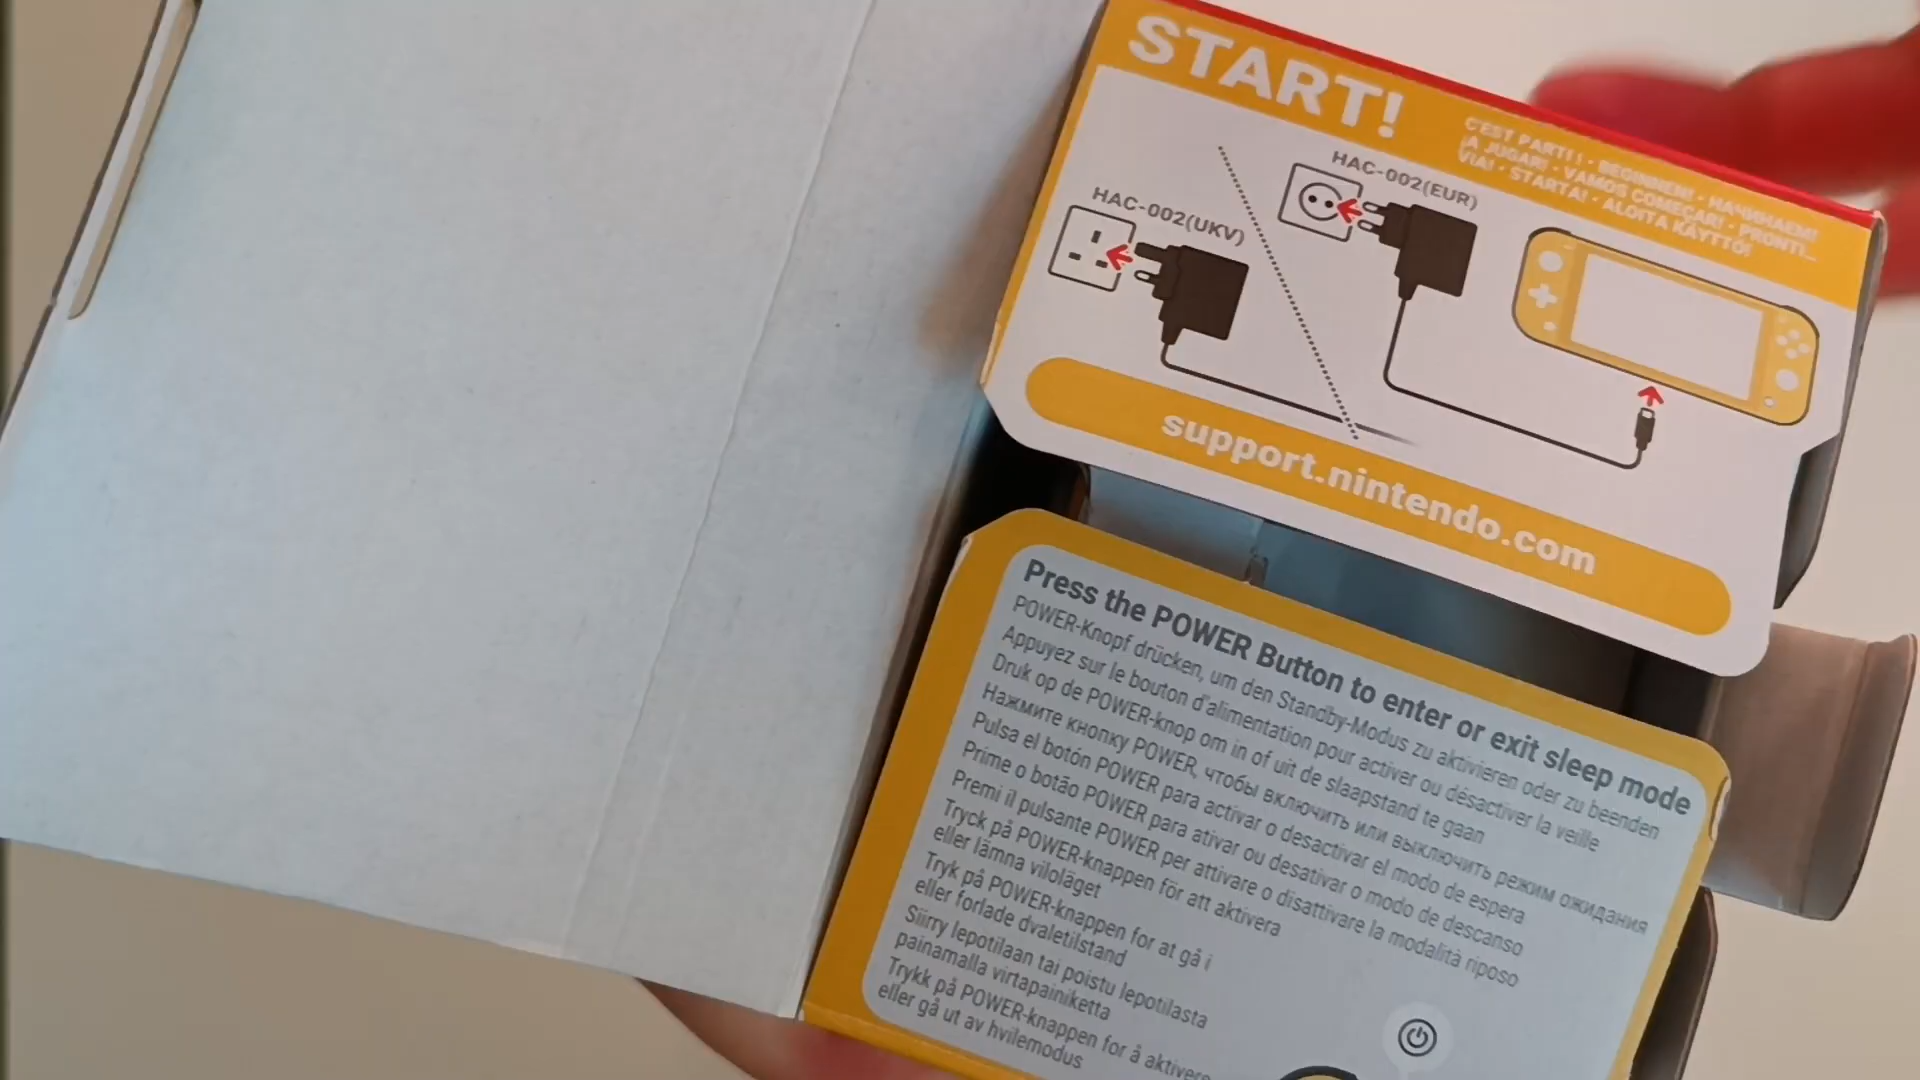 START!
C'EST PARTI ! · BEGINNEN! · НАЧИНАЕМ!
¡A JUGAR! · VAMOS COMEÇAR! · PRONTI...
VIA! · STARTA! · ALOITA KÄYTTÖ!
HAC-002(EUR)
HAC-002(UKV)
support.nintendo.com
Press the POWER Button to enter or exit sleep mode
POWER-Knopf drücken, um den Standby-Modus zu aktivieren oder zu beenden
Appuyez sur le bouton d'alimentation pour activer ou désactiver la veille
Druk op de POWER-knop om in of uit de slaapstand te gaan
Нажмите кнопку POWER, чтобы включить или выключить режим ожидания
Pulsa el botón POWER para activar o desactivar el modo de espera
Prime o botão POWER para ativar ou desativar o modo de descanso
Premi il pulsante POWER per attivare o disattivare la modalità riposo
Tryck på POWER-knappen för att aktivera
eller lämna viloläget
Tryk på POWER-knappen for at gå i
eller forlade dvaletilstand
Siirry lepotilaan tai poistu lepotilasta
painamalla virtapainiketta
Trykk på POWER-knappen for å aktivere
eller gå ut av hvilemodus